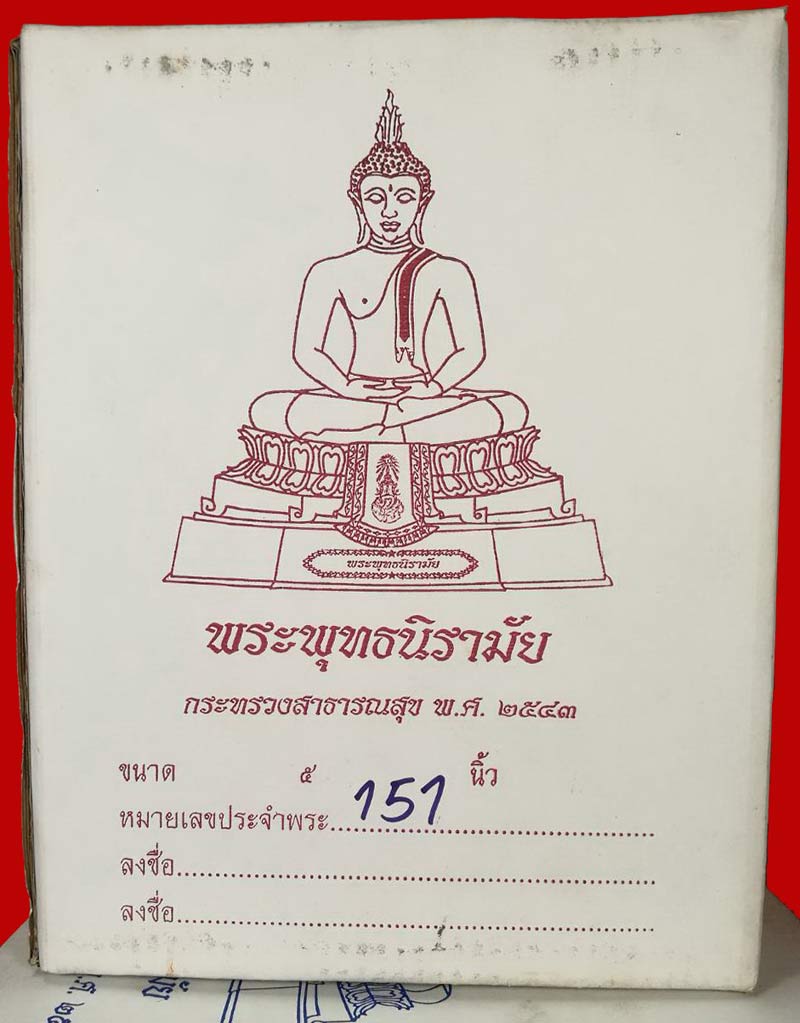 พระพุทธนิรามัย
พระพุทธนิรามัย
กระทรวงสาธารณสุข พ.ศ. ๒๕๔๓
ขนาด ๕ นิ้ว
หมายเลขประจำพระ 151
ลงชื่อ
ลงชื่อ